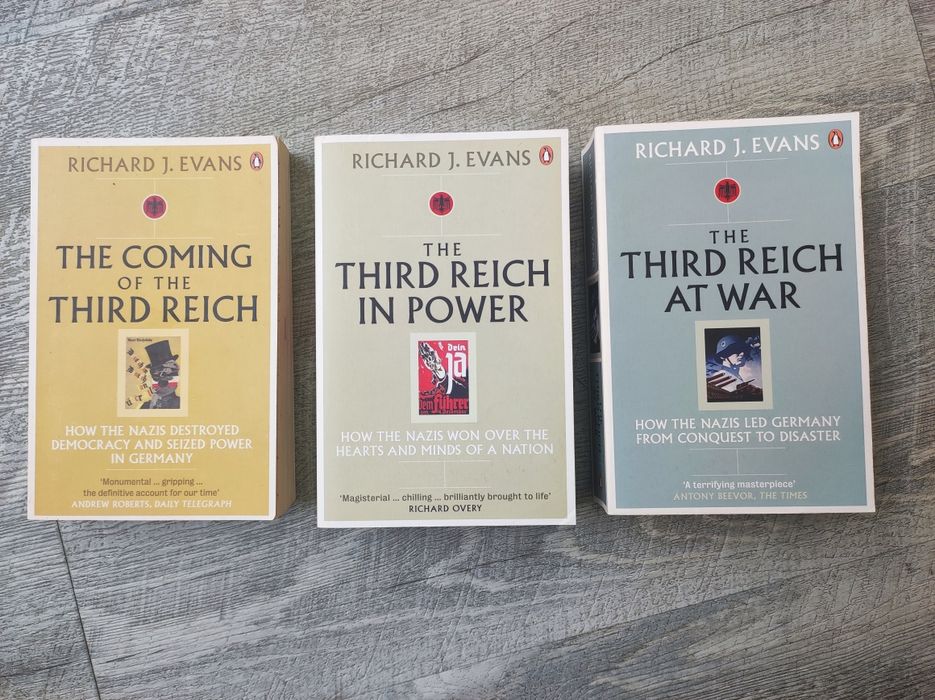 RICHARD J. EVANS
THE COMING
OF THE
THIRD REICH
HOW THE NAZIS DESTROYED
DEMOCRACY AND SEIZED POWER
IN GERMANY
'Monumental ... gripping ...
the definitive account for our time'
ANDREW ROBERTS, DAILY TELEGRAPH
RICHARD J. EVANS
THE
THIRD REICH
IN POWER
Dein
ja
dem führer
HOW THE NAZIS WON OVER THE
HEARTS AND MINDS OF A NATION
'Magisterial ... chilling ... brilliantly brought to life'
RICHARD OVERY
RICHARD J. EVANS
THE
THIRD REICH
AT WAR
HOW THE NAZIS LED GERMANY
FROM CONQUEST TO DISASTER
'A terrifying masterpiece'
ANTONY BEEVOR, THE TIMES